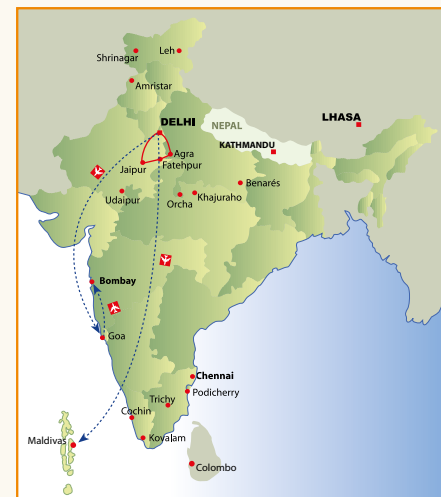 Leh
Shrinagar
Amristar
LHASA
DELHI
NEPAL
KATHMANDU
Agra
Jaipur
Fatehpur
Benarés
Udaipur
Orcha
Khajuraho
Bombay
Goa
Chennai
Podicherry
Trichy
Cochin
Kovalam
Maldivas
Colombo